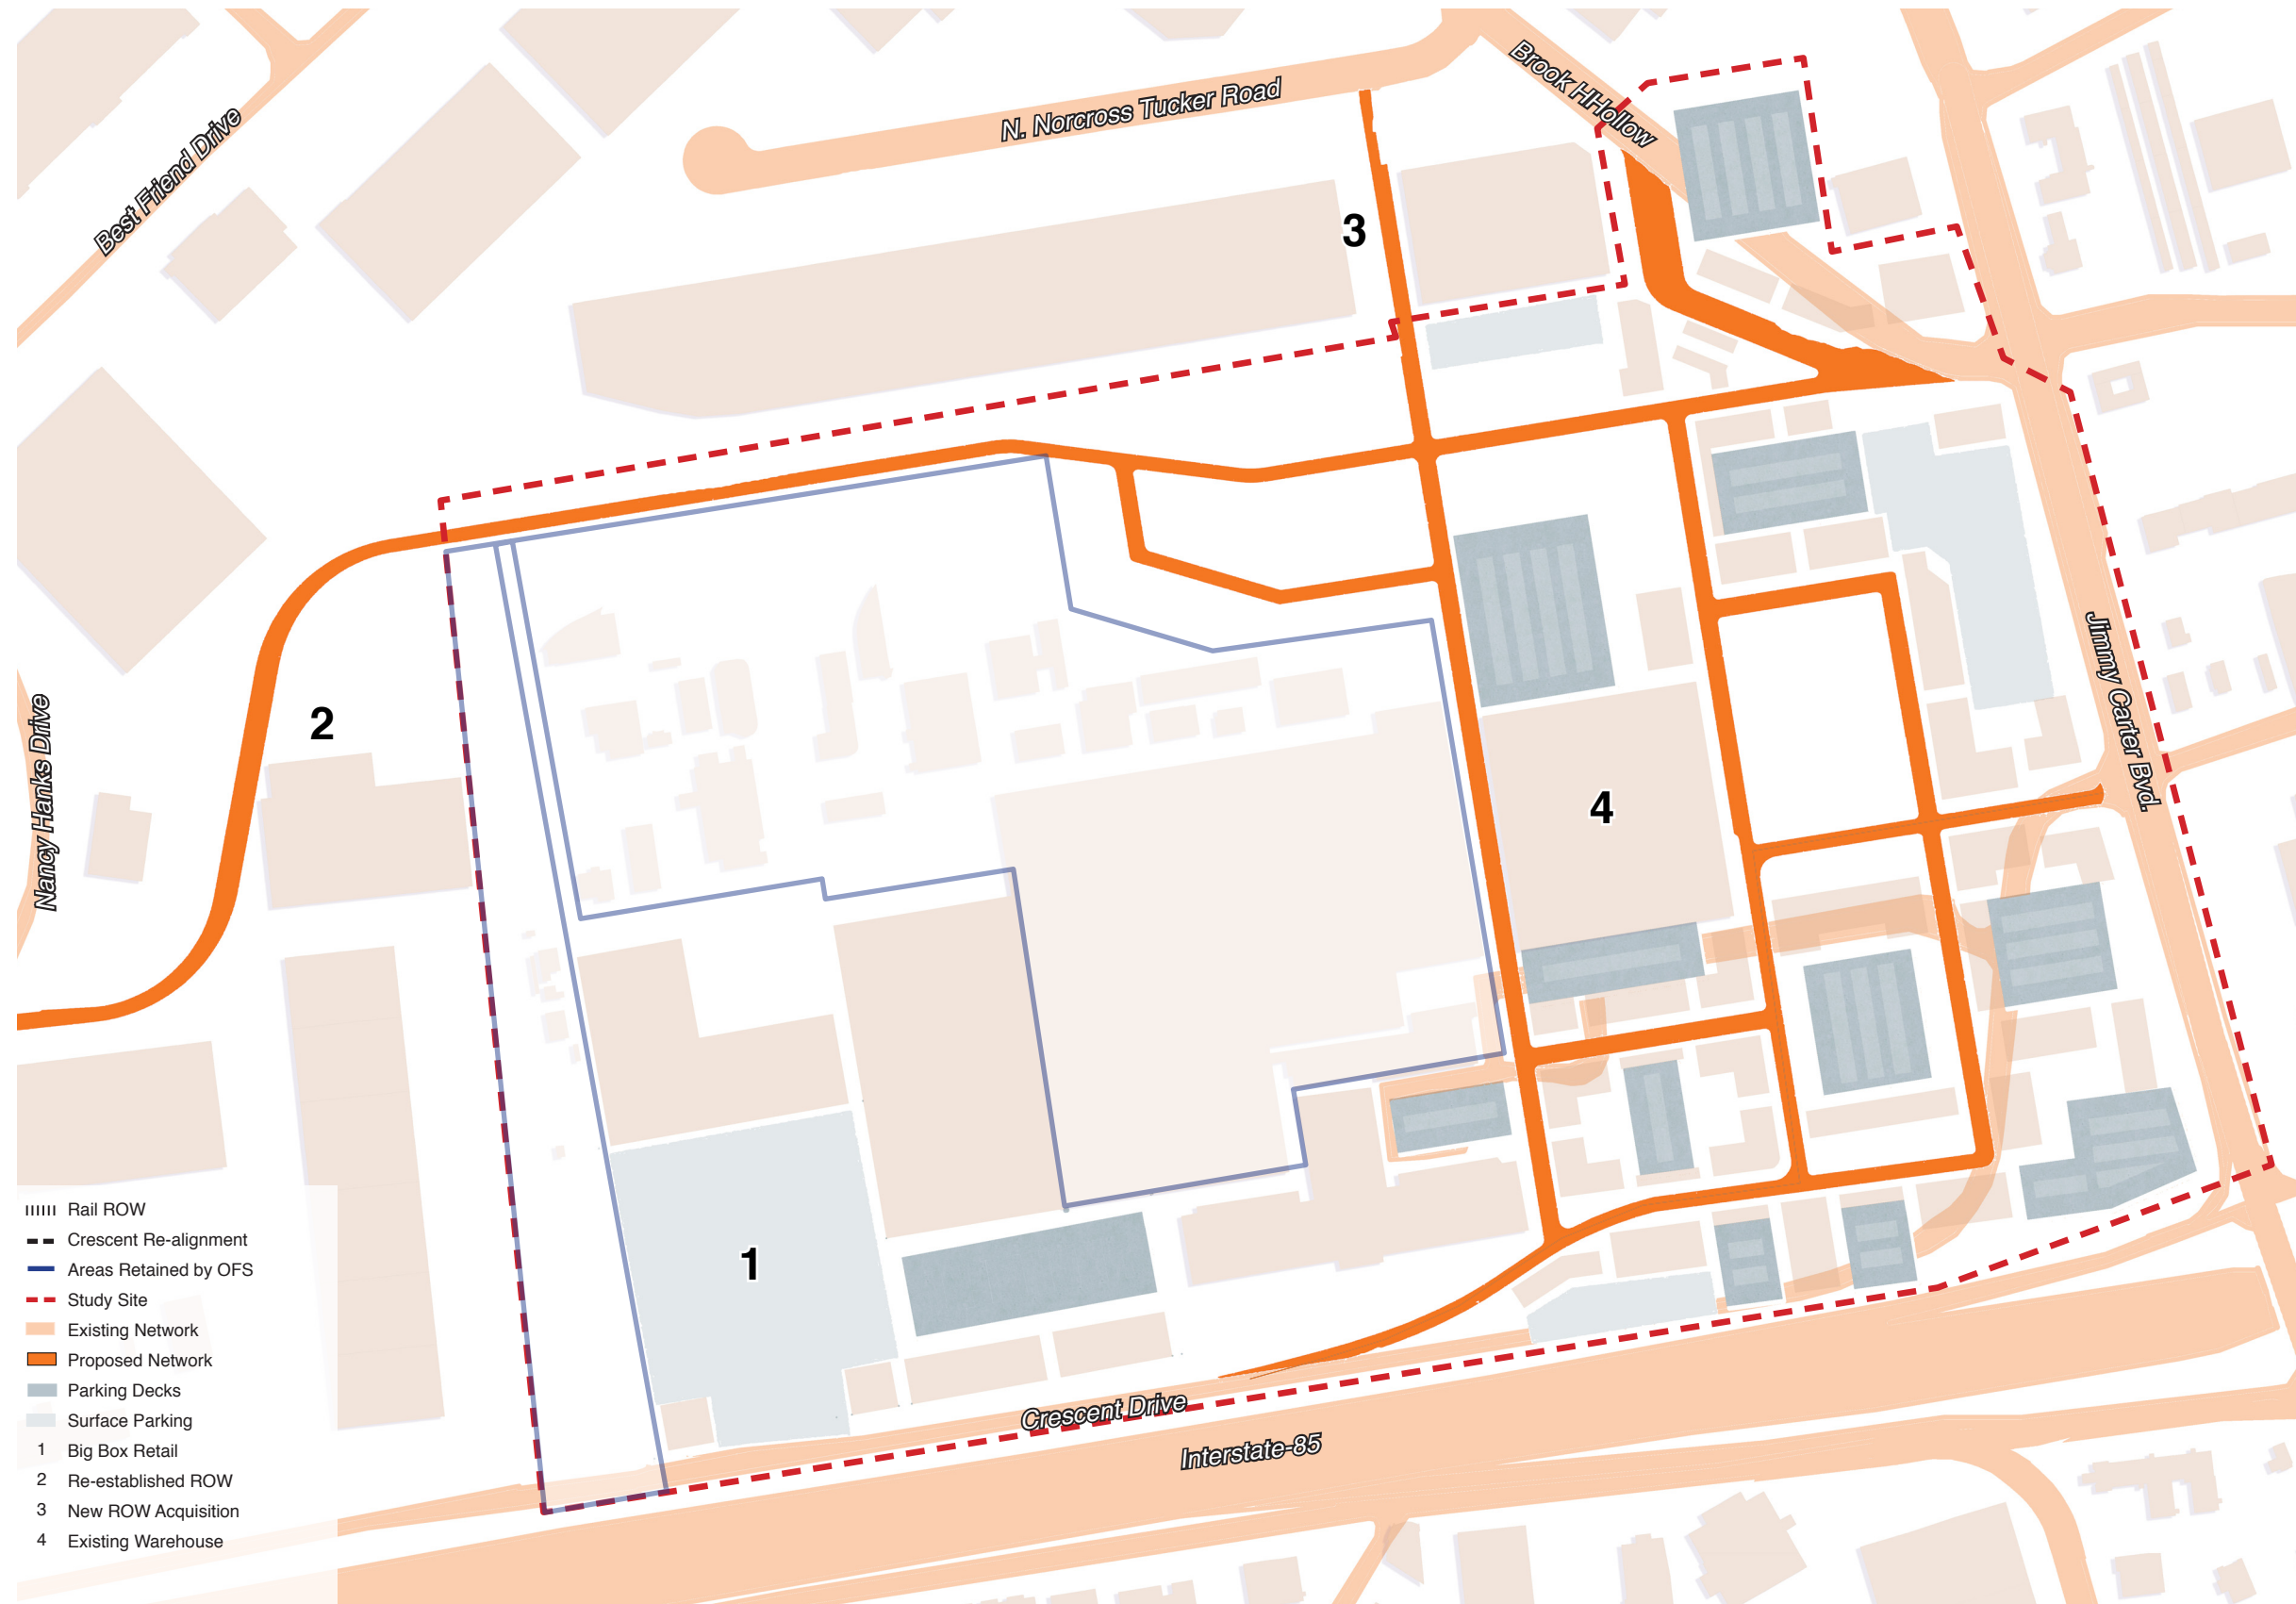 Brook HHollow
N. Norcross Tucker Road
Best Friend Drive
3
2
Nancy Hanks Drive
Jimmy Carter Bvd.
4
1
Crescent Drive
Interstate-85
Rail ROW
Crescent Re-alignment
Areas Retained by OFS
Study Site
Existing Network
Proposed Network
Parking Decks
Surface Parking
1 Big Box Retail
2 Re-established ROW
3 New ROW Acquisition
4 Existing Warehouse